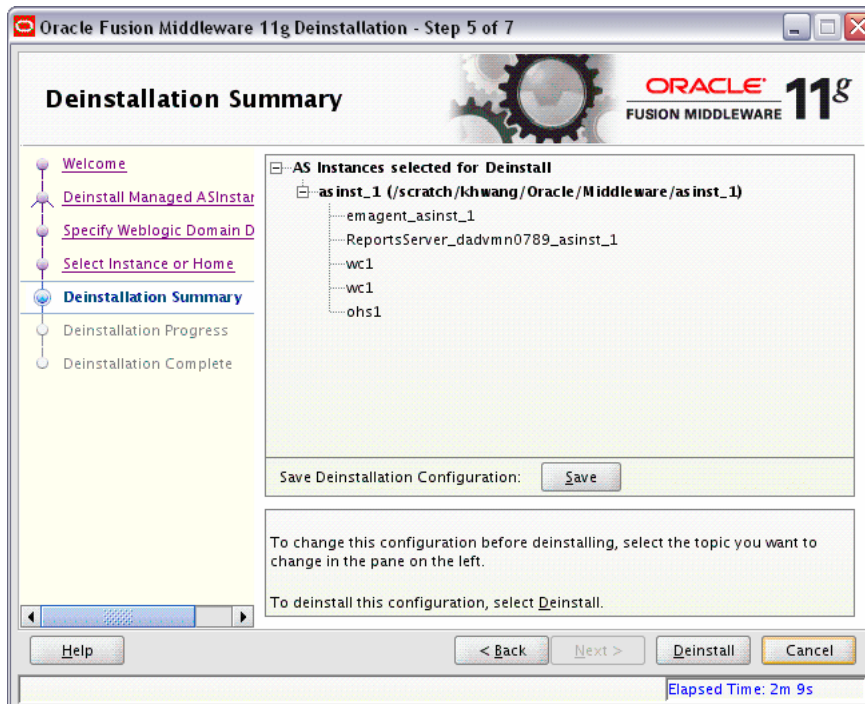 Oracle Fusion Middleware 11g Deinstallation - Step 5 of 7
Deinstallation Summary
ORACLE
FUSION MIDDLEWARE
11g
Welcome
Deinstall Managed ASInstar
Specify Weblogic Domain D
Select Instance or Home
Deinstallation Summary
Deinstallation Progress
Deinstallation Complete
AS Instances selected for Deinstall
asinst_1 (/scratch/khwang/Oracle/Middleware/asinst_1)
emagent_asinst_1
ReportsServer_dadvmn0789_asinst_1
wc1
wc1
ohs1
Save Deinstallation Configuration: Save
To change this configuration before deinstalling, select the topic you want to
change in the pane on the left.
To deinstall this configuration, select Deinstall.
Help < Back Next > Deinstall Cancel
Elapsed Time: 2m 9s